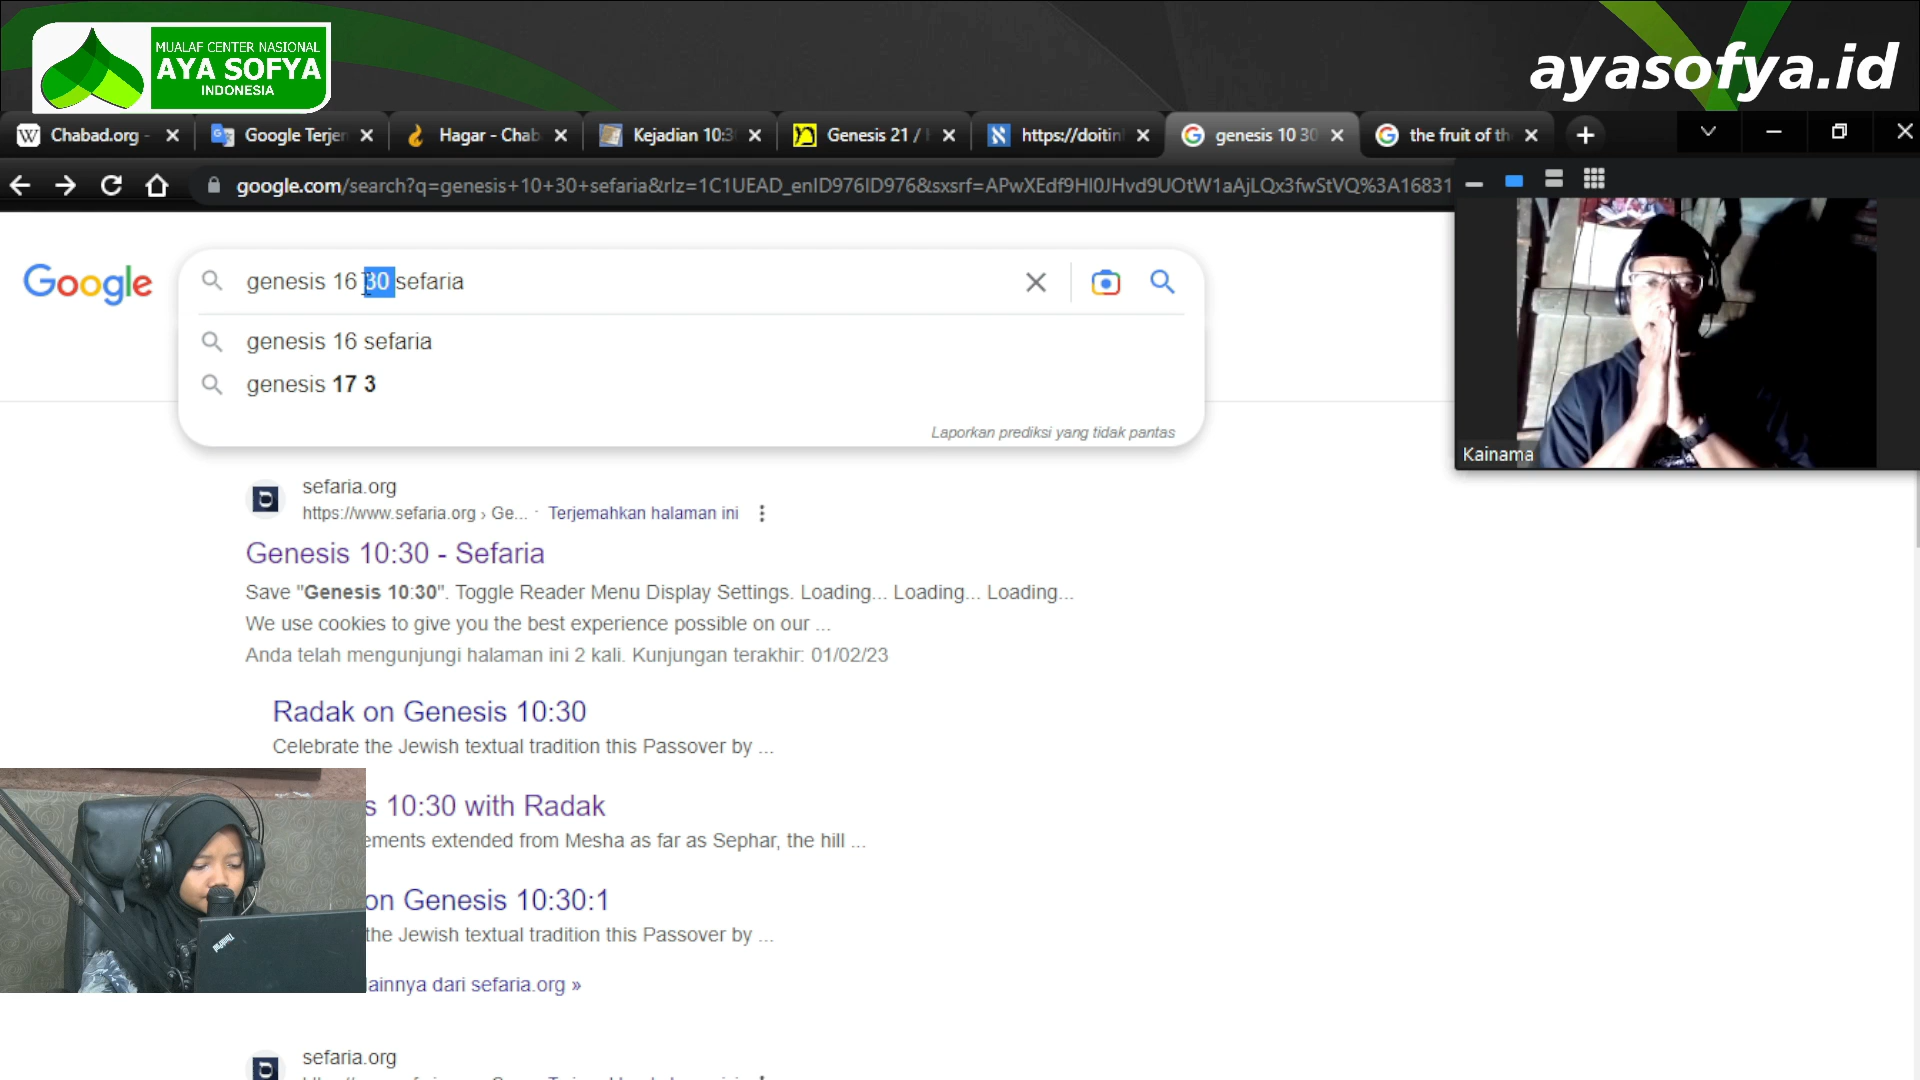 MUALAF CENTER NASIONAL
AYA SOFYA
INDONESIA
ayasofya.id
Chabad.org -
Google Terjen
Hagar - Chab
Kejadian 10:3
Genesis 21 /
https://doitin
genesis 10 30
the fruit of th
google.com/search?q=genesis+10+30+sefaria&rlz=1C1UEAD_enID976ID976&sxsrf=APwXEdf9HI0JHvd9UOtW1aAjLQx3fwStVQ%3A16831
Google
genesis 16 30 sefaria
genesis 16 sefaria
genesis 17 3
Laporkan prediksi yang tidak pantas
Kainama
sefaria.org
https://www.sefaria.org › Ge... · Terjemahkan halaman ini
Genesis 10:30 - Sefaria
Save "Genesis 10:30". Toggle Reader Menu Display Settings. Loading... Loading... Loading...
We use cookies to give you the best experience possible on our ...
Anda telah mengunjungi halaman ini 2 kali. Kunjungan terakhir: 01/02/23
Radak on Genesis 10:30
Celebrate the Jewish textual tradition this Passover by ...
s 10:30 with Radak
ements extended from Mesha as far as Sephar, the hill ...
on Genesis 10:30:1
the Jewish textual tradition this Passover by ...
lainnya dari sefaria.org »
ThinkPad
sefaria.org